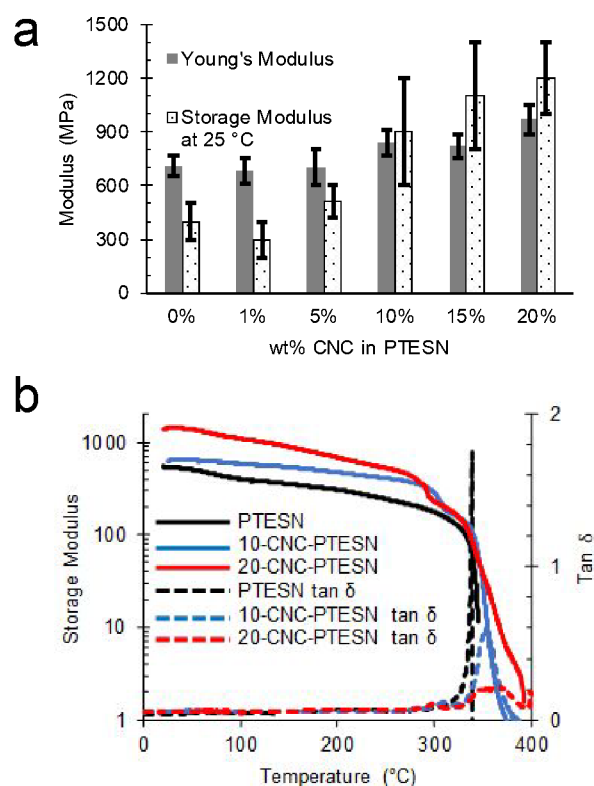 a
1500
1200
900
600
300
0
Modulus (MPa)
Young's Modulus
Storage Modulus
at 25 °C
0% 1% 5% 10% 15% 20%
wt% CNC in PTESN
b
1000
100
10
1
Storage Modulus
PTESN
10-CNC-PTESN
20-CNC-PTESN
PTESN tan δ
10-CNC-PTESN tan δ
20-CNC-PTESN tan δ
2
1
0
Tan δ
0 100 200 300 400
Temperature (°C)